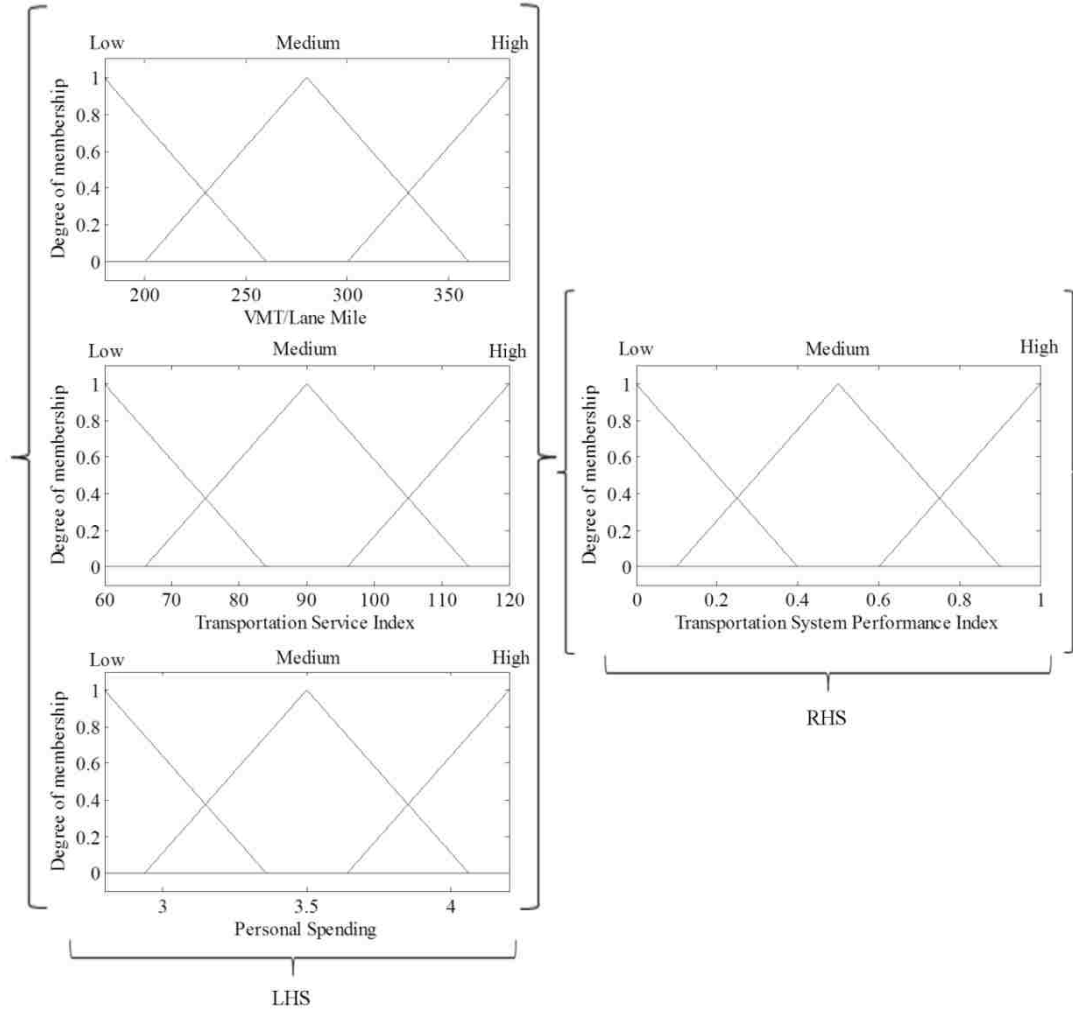 Low Medium High
Degree of membership
1
0.8
0.6
0.4
0.2
0
200 250 300 350
VMT/Lane Mile
Low Medium High
Degree of membership
1
0.8
0.6
0.4
0.2
0
60 70 80 90 100 110 120
Transportation Service Index
Low Medium High
Degree of membership
1
0.8
0.6
0.4
0.2
0
3 3.5 4
Personal Spending
LHS
Low Medium High
Degree of membership
1
0.8
0.6
0.4
0.2
0
0 0.2 0.4 0.6 0.8 1
Transportation System Performance Index
RHS